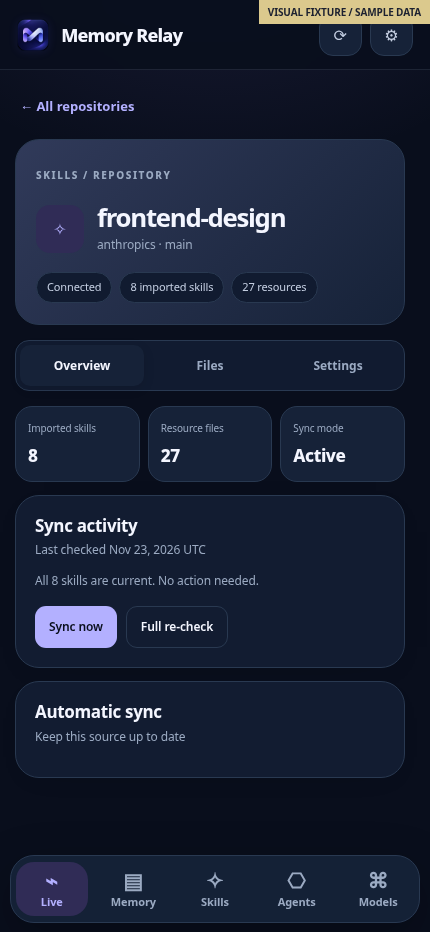 VISUAL FIXTURE / SAMPLE DATA
Memory Relay
← All repositories
SKILLS / REPOSITORY
frontend-design
anthropics · main
Connected
8 imported skills
27 resources
Overview
Files
Settings
Imported skills
8
Resource files
27
Sync mode
Active
Sync activity
Last checked Nov 23, 2026 UTC
All 8 skills are current. No action needed.
Sync now
Full re-check
Automatic sync
Keep this source up to date
Live
Memory
Skills
Agents
Models